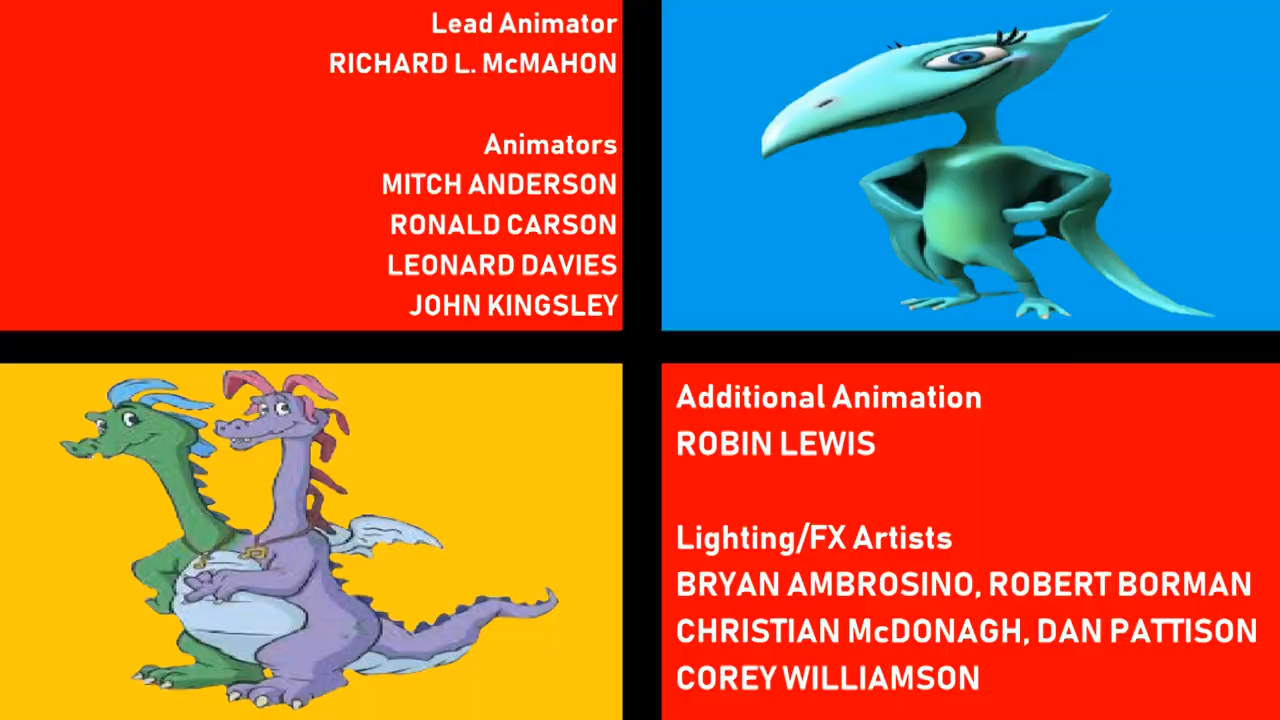 Lead Animator
RICHARD L. McMAHON
Animators
MITCH ANDERSON
RONALD CARSON
LEONARD DAVIES
JOHN KINGSLEY
Additional Animation
ROBIN LEWIS
Lighting/FX Artists
BRYAN AMBROSINO, ROBERT BORMAN
CHRISTIAN McDONAGH, DAN PATTISON
COREY WILLIAMSON